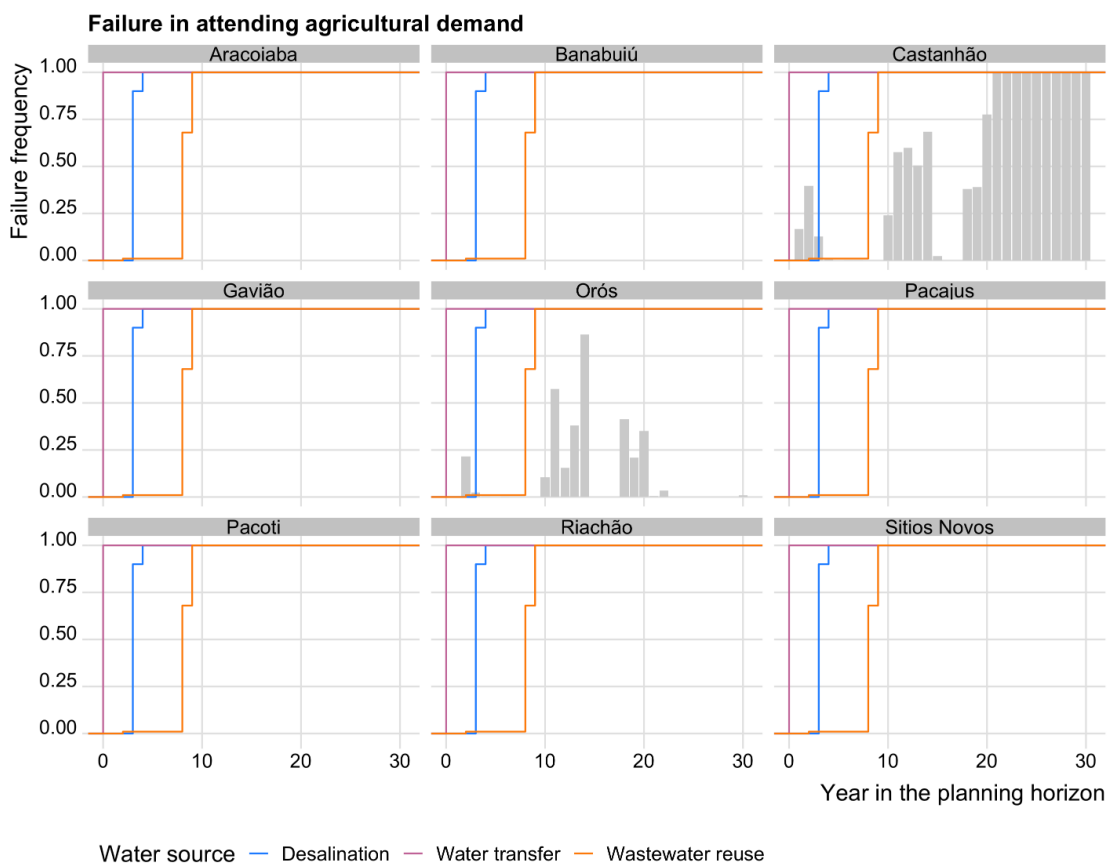 Failure in attending agricultural demand
Aracoiaba
Banabuiú
Castanhão
Failure frequency
1.00
0.75
0.50
0.25
0.00
Gavião
Orós
Pacajus
1.00
0.75
0.50
0.25
0.00
Pacoti
Riachão
Sitios Novos
1.00
0.75
0.50
0.25
0.00
0 10 20 30 0 10 20 30 0 10 20 30
Year in the planning horizon
Water source Desalination Water transfer Wastewater reuse